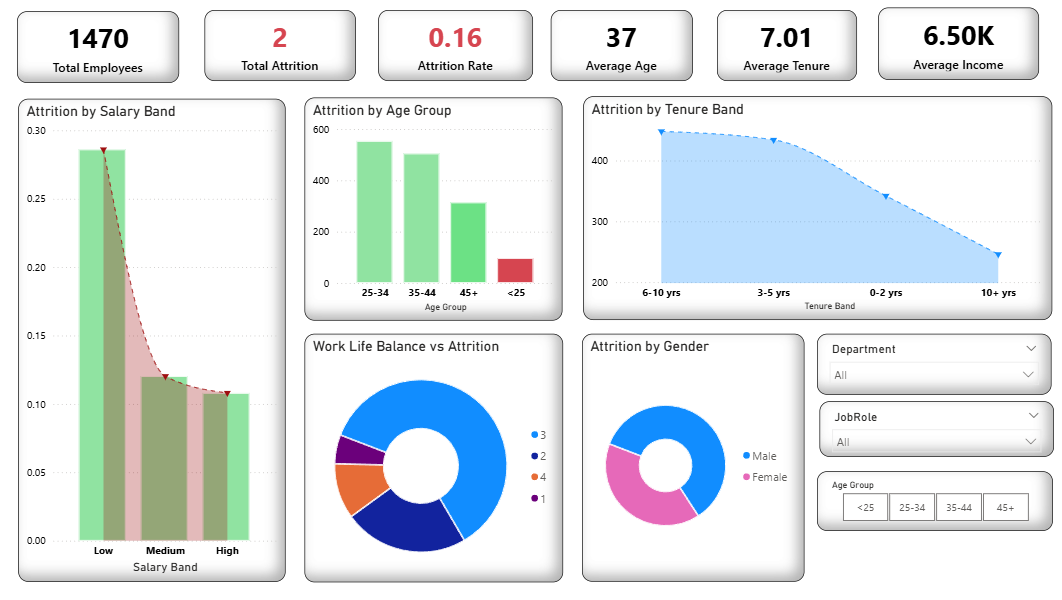 1470
Total Employees
2
Total Attrition
0.16
Attrition Rate
37
Average Age
7.01
Average Tenure
6.50K
Average Income
Attrition by Salary Band
0.30
0.25
0.20
0.15
0.10
0.05
0.00
Low Medium High
Salary Band
Attrition by Age Group
600
400
200
0
25-34 35-44 45+ <25
Age Group
Attrition by Tenure Band
400
300
200
6-10 yrs 3-5 yrs 0-2 yrs 10+ yrs
Tenure Band
Work Life Balance vs Attrition
3
2
4
1
Attrition by Gender
Male
Female
Department
All
JobRole
All
Age Group
<25 25-34 35-44 45+